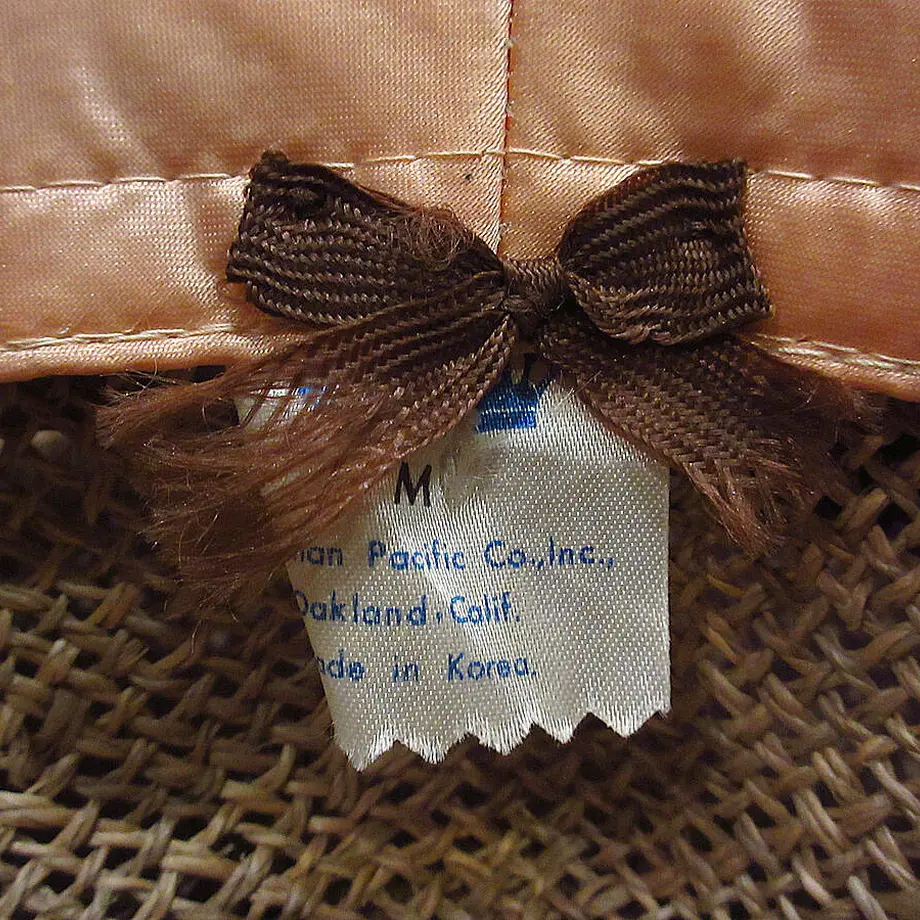 M
Pacific Co.,Inc.,
Oakland, Calif.
in Korea.